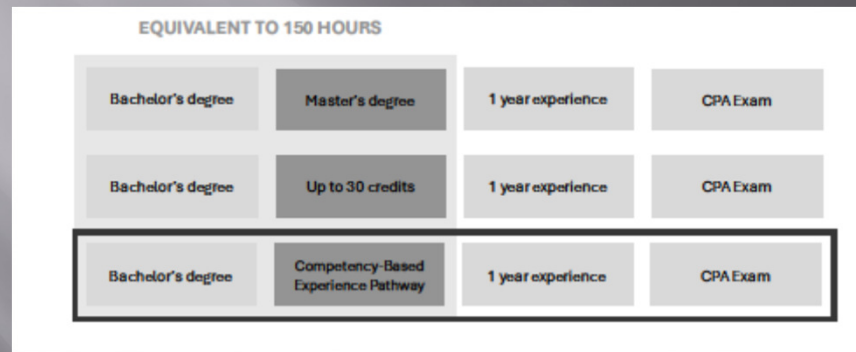 EQUIVALENT TO 150 HOURS
Bachelor's degree
Master's degree
1 year experience
CPA Exam
Bachelor's degree
Up to 30 credits
1 year experience
CPA Exam
Bachelor's degree
Competency-Based
Experience Pathway
1 year experience
CPA Exam